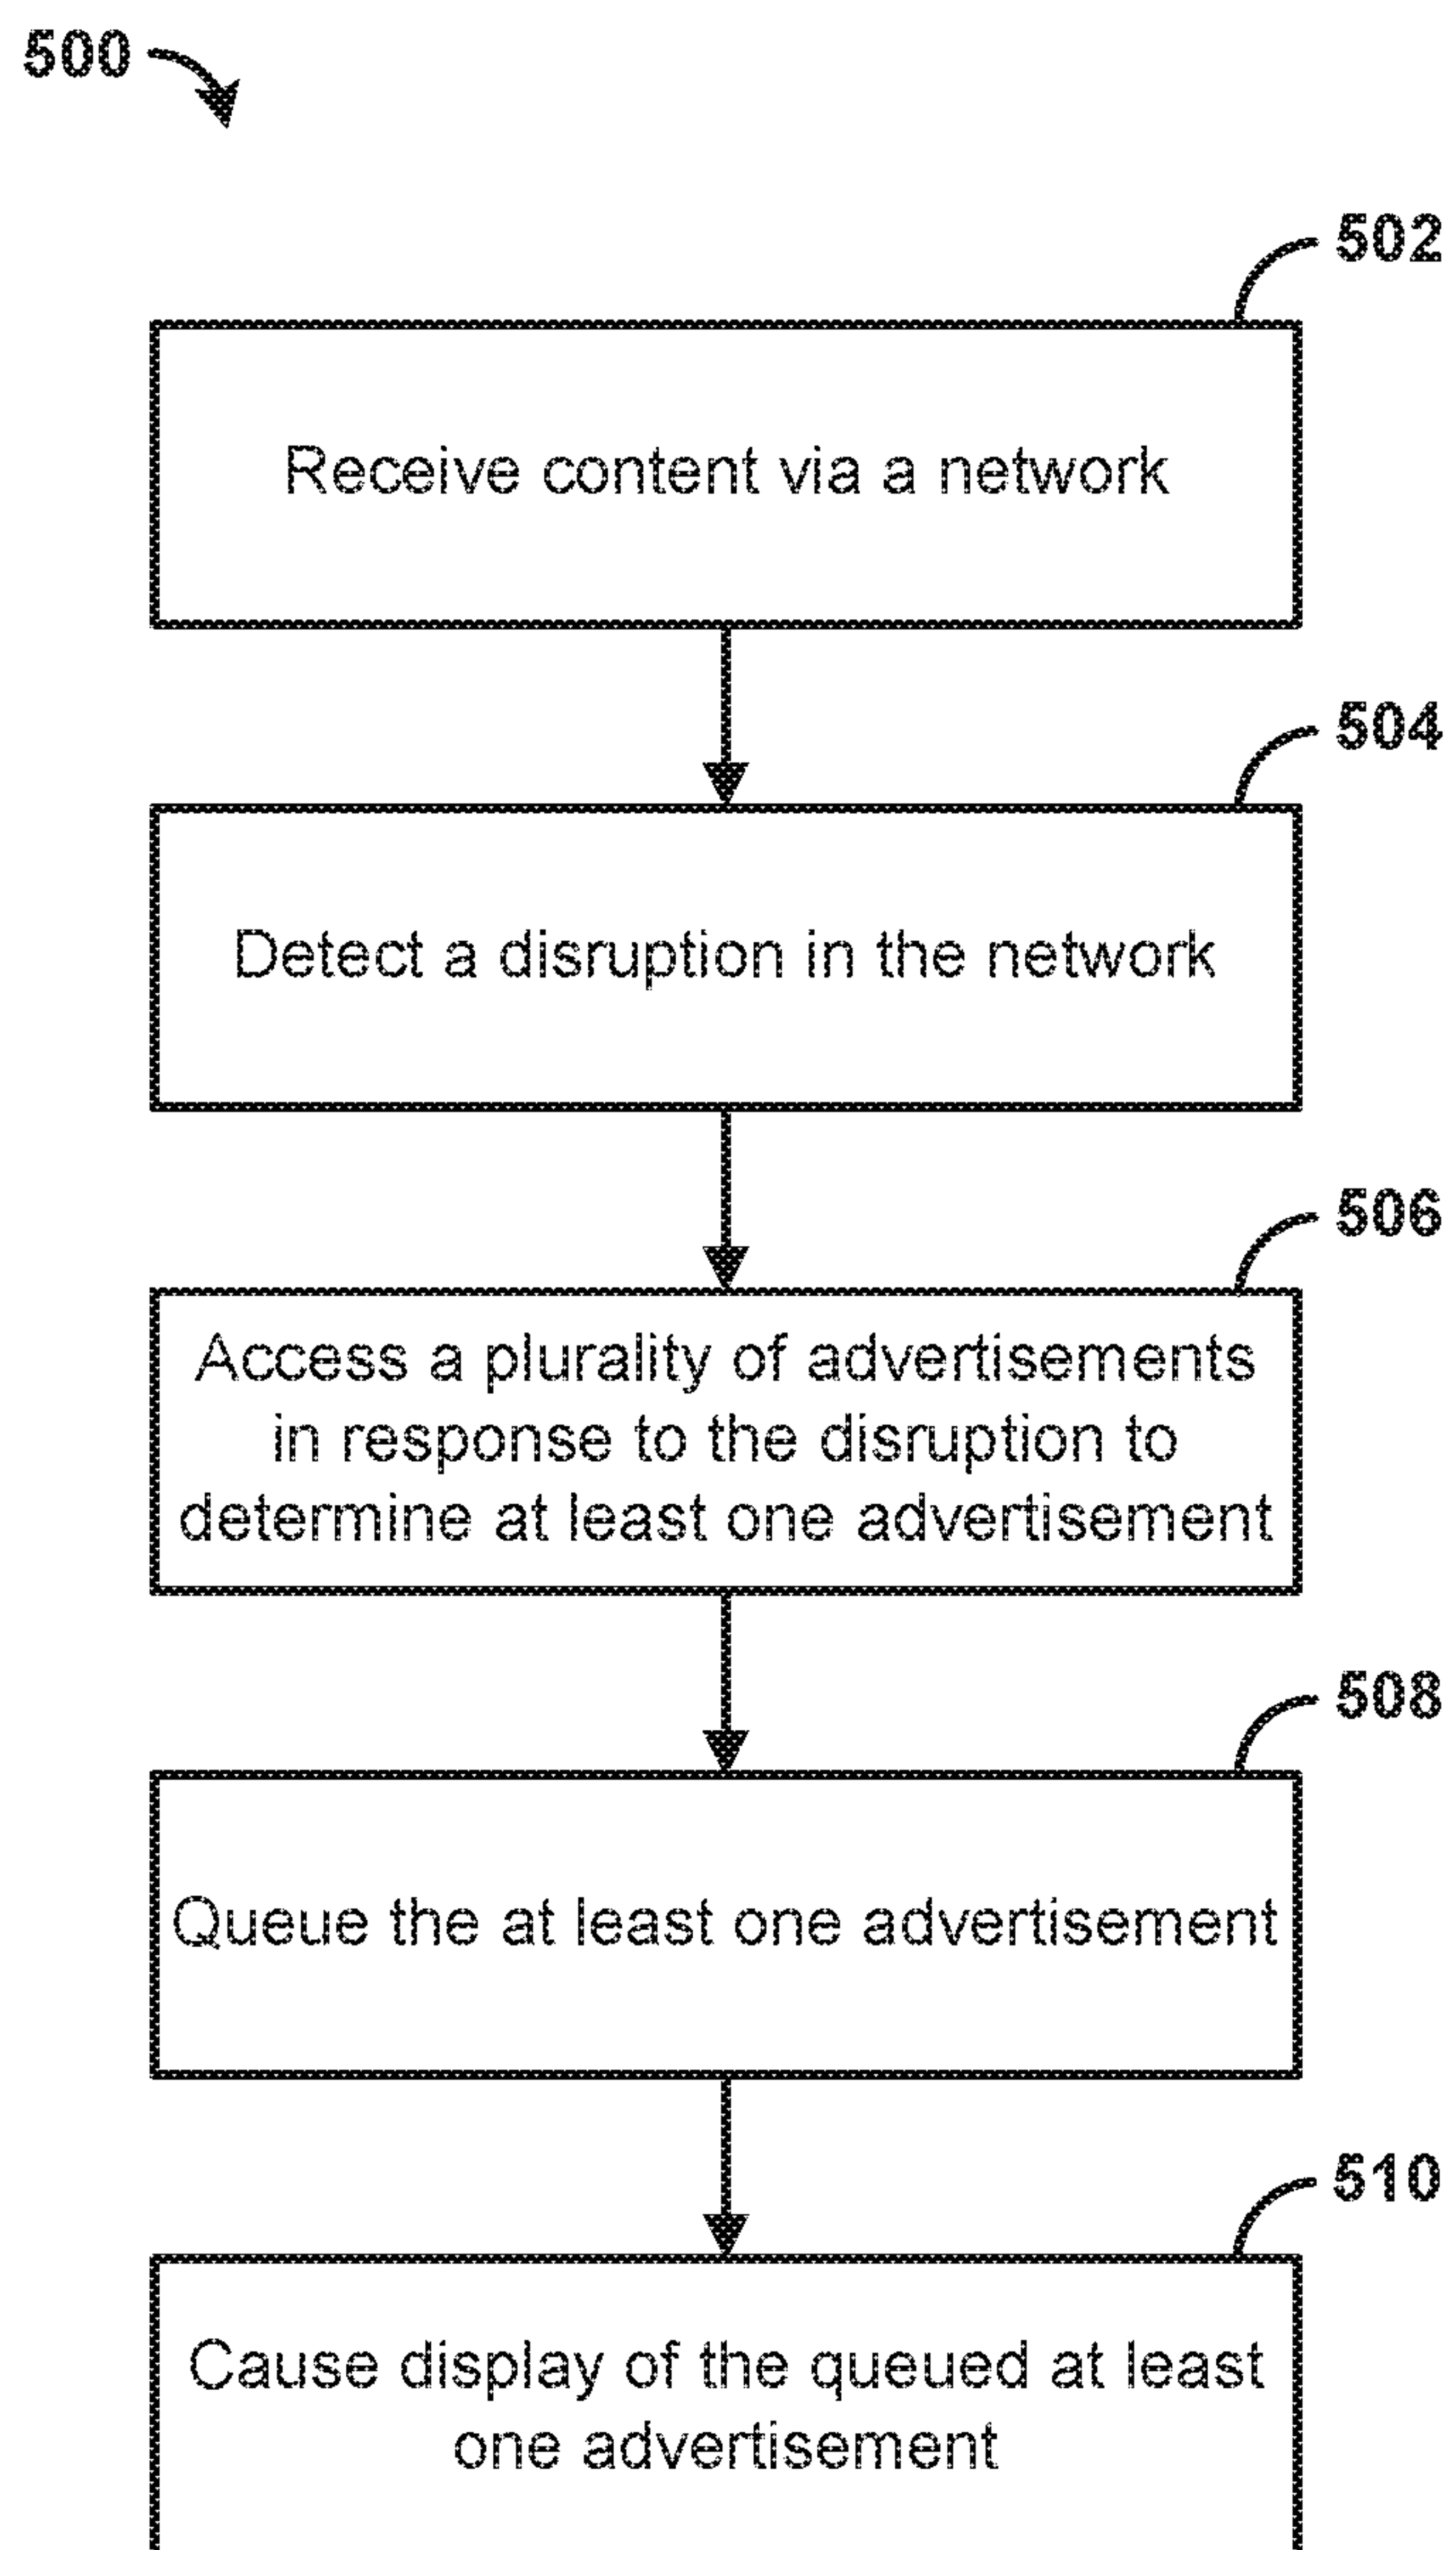 500
502
Receive content via a network
504
Detect a disruption in the network
506
Access a plurality of advertisements
in response to the disruption to
determine at least one advertisement
508
Queue the at least one advertisement
510
Cause display of the queued at least
one advertisement